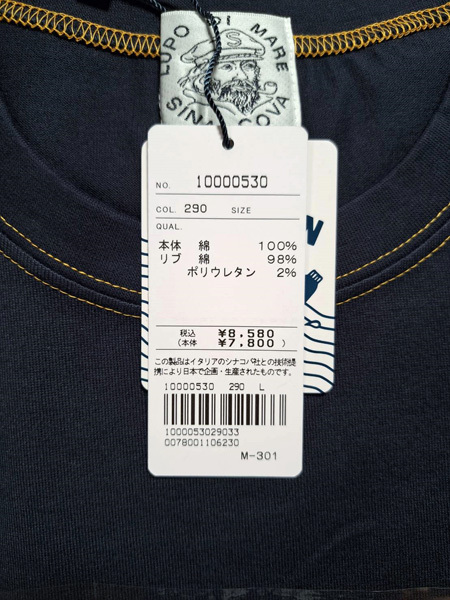 LUPO DI MARE
S
SINA COVA
NO. 10000530
COL. 290 SIZE
QUAL.
本体 綿 100%
リブ 綿 98%
ポリウレタン 2%
税込 ¥8,580
(本体 ¥7,800 )
この製品はイタリアのシナコバ社との技術提
携により日本で企画・生産されたものです。
10000530 290 L
1000053029033
0078001106230
M-301
N